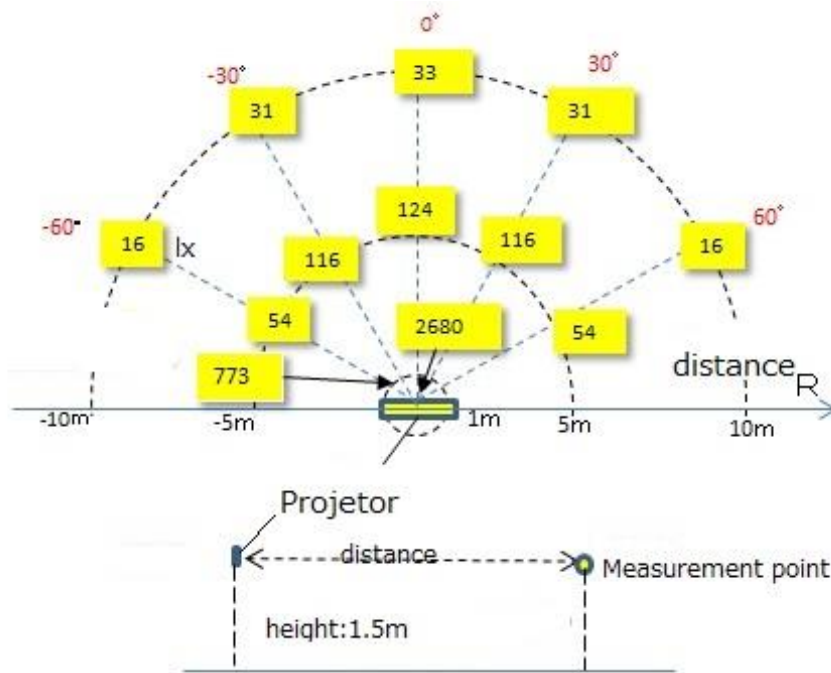 0°
-30°
33
30°
31
31
-60°
124
60°
16
lx
116
116
16
54
2680
54
773
distance
R
-10m
-5m
1m
5m
10m
Projetor
distance
Measurement point
height:1.5m